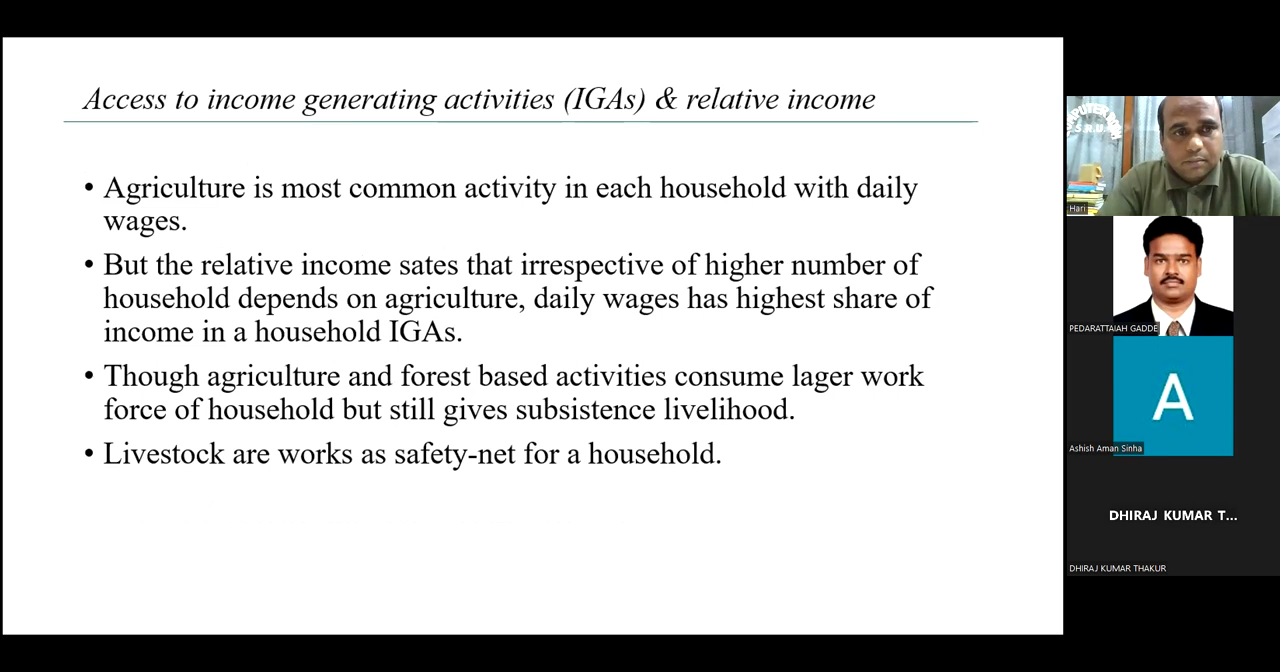 Access to income generating activities (IGAs) & relative income
• Agriculture is most common activity in each household with daily
wages.
• But the relative income sates that irrespective of higher number of
household depends on agriculture, daily wages has highest share of
income in a household IGAs.
• Though agriculture and forest based activities consume lager work
force of household but still gives subsistence livelihood.
• Livestock are works as safety-net for a household.
S.R.U.
Hari
PEDARATTAIAH GADDE
A
Ashish Aman Sinha
DHIRAJ KUMAR T...
DHIRAJ KUMAR THAKUR